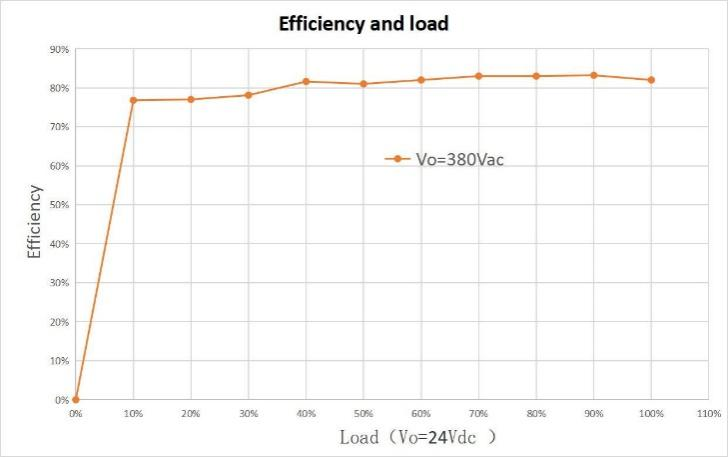 Efficiency and load
90%
80%
70%
60%
50%
40%
30%
20%
10%
0%
Efficiency
Vo=380Vac
0% 10% 20% 30% 40% 50% 60% 70% 80% 90% 100% 110%
Load（Vo=24Vdc ）